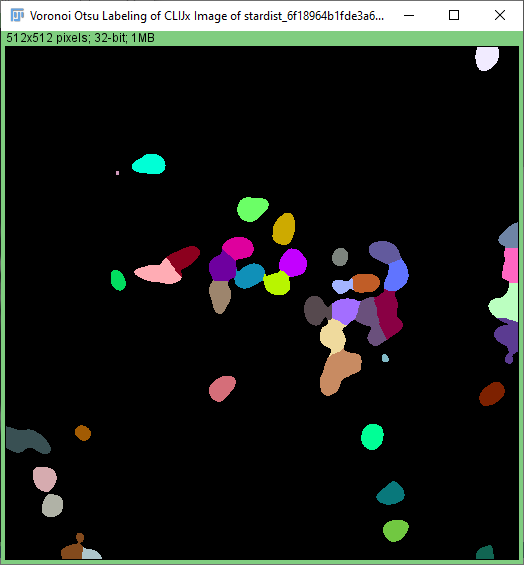 Voronoi Otsu Labeling of CLIJx Image of stardist_6f18964b1fde3a6...
512x512 pixels; 32-bit; 1MB